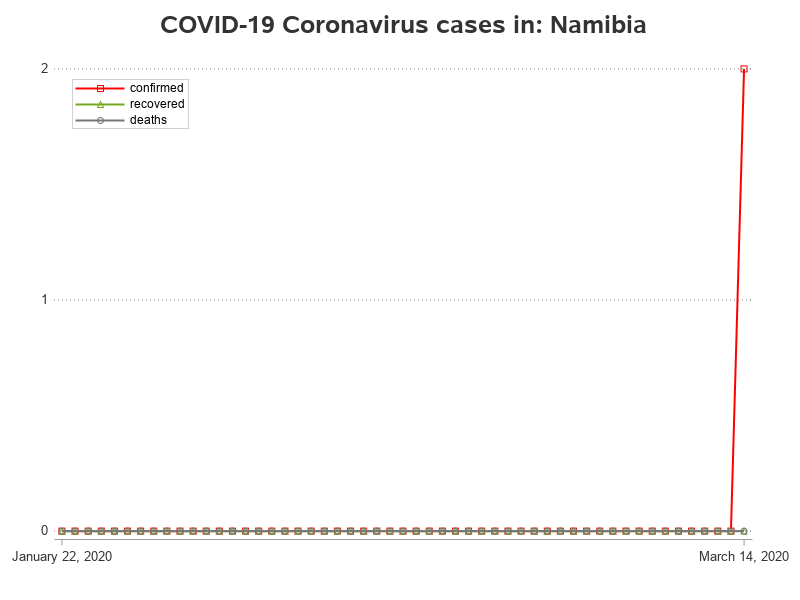 COVID-19 Coronavirus cases in: Namibia
2
confirmed
recovered
deaths
1
0
January 22, 2020
March 14, 2020